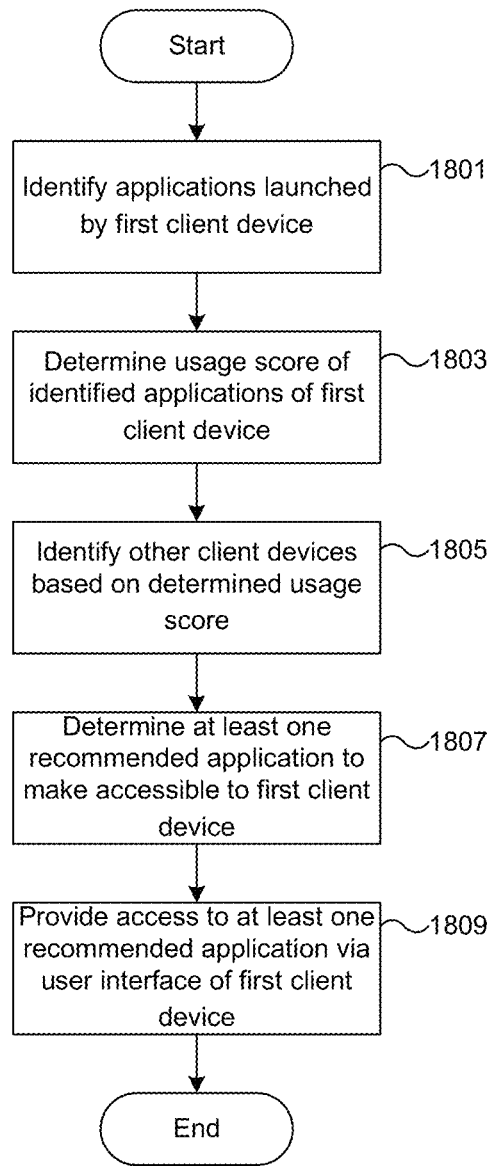 Start
Identify applications launched
by first client device
1801
Determine usage score of
identified applications of first
client device
1803
Identify other client devices
based on determined usage
score
1805
Determine at least one
recommended application to
make accessible to first client
device
1807
Provide access to at least one
recommended application via
user interface of first client
device
1809
End